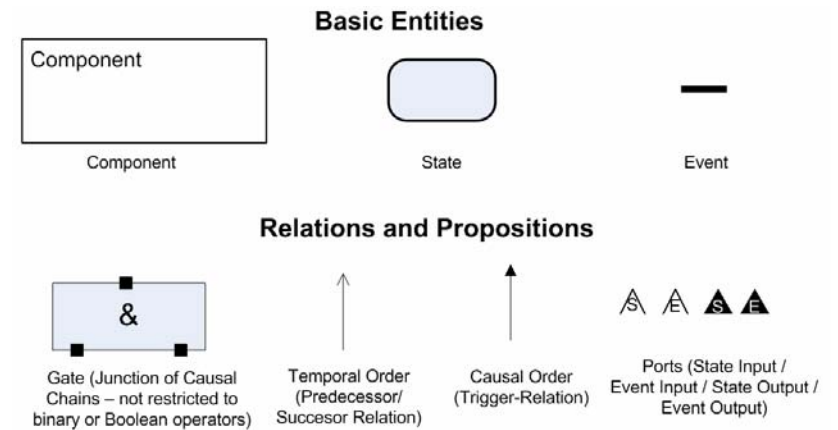 Basic Entities
Component
Component
State
Event
Relations and Propositions
&
S E S E
Gate (Junction of Causal
Chains – not restricted to
binary or Boolean operators)
Temporal Order
(Predecessor/
Succesor Relation)
Causal Order
(Trigger-Relation)
Ports (State Input /
Event Input / State Output /
Event Output)